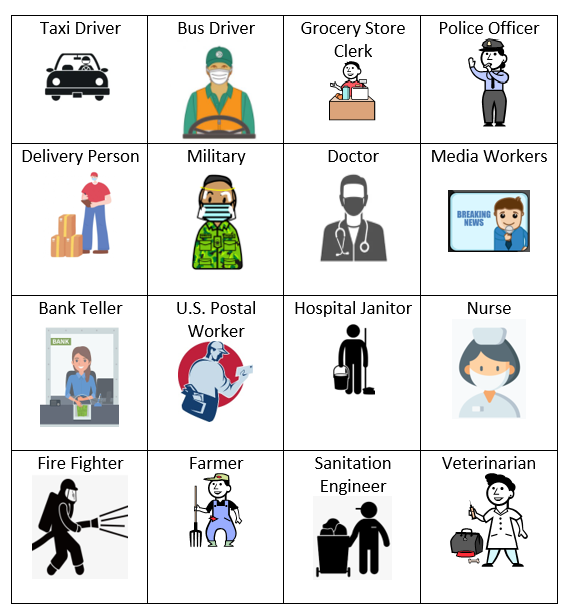 Taxi Driver
Bus Driver
Grocery Store
Clerk
Police Officer
Delivery Person
Military
Doctor
Media Workers
BREAKING
NEWS
Bank Teller
BANK
U.S. Postal
Worker
Hospital Janitor
Nurse
Fire Fighter
Farmer
Sanitation
Engineer
Veterinarian